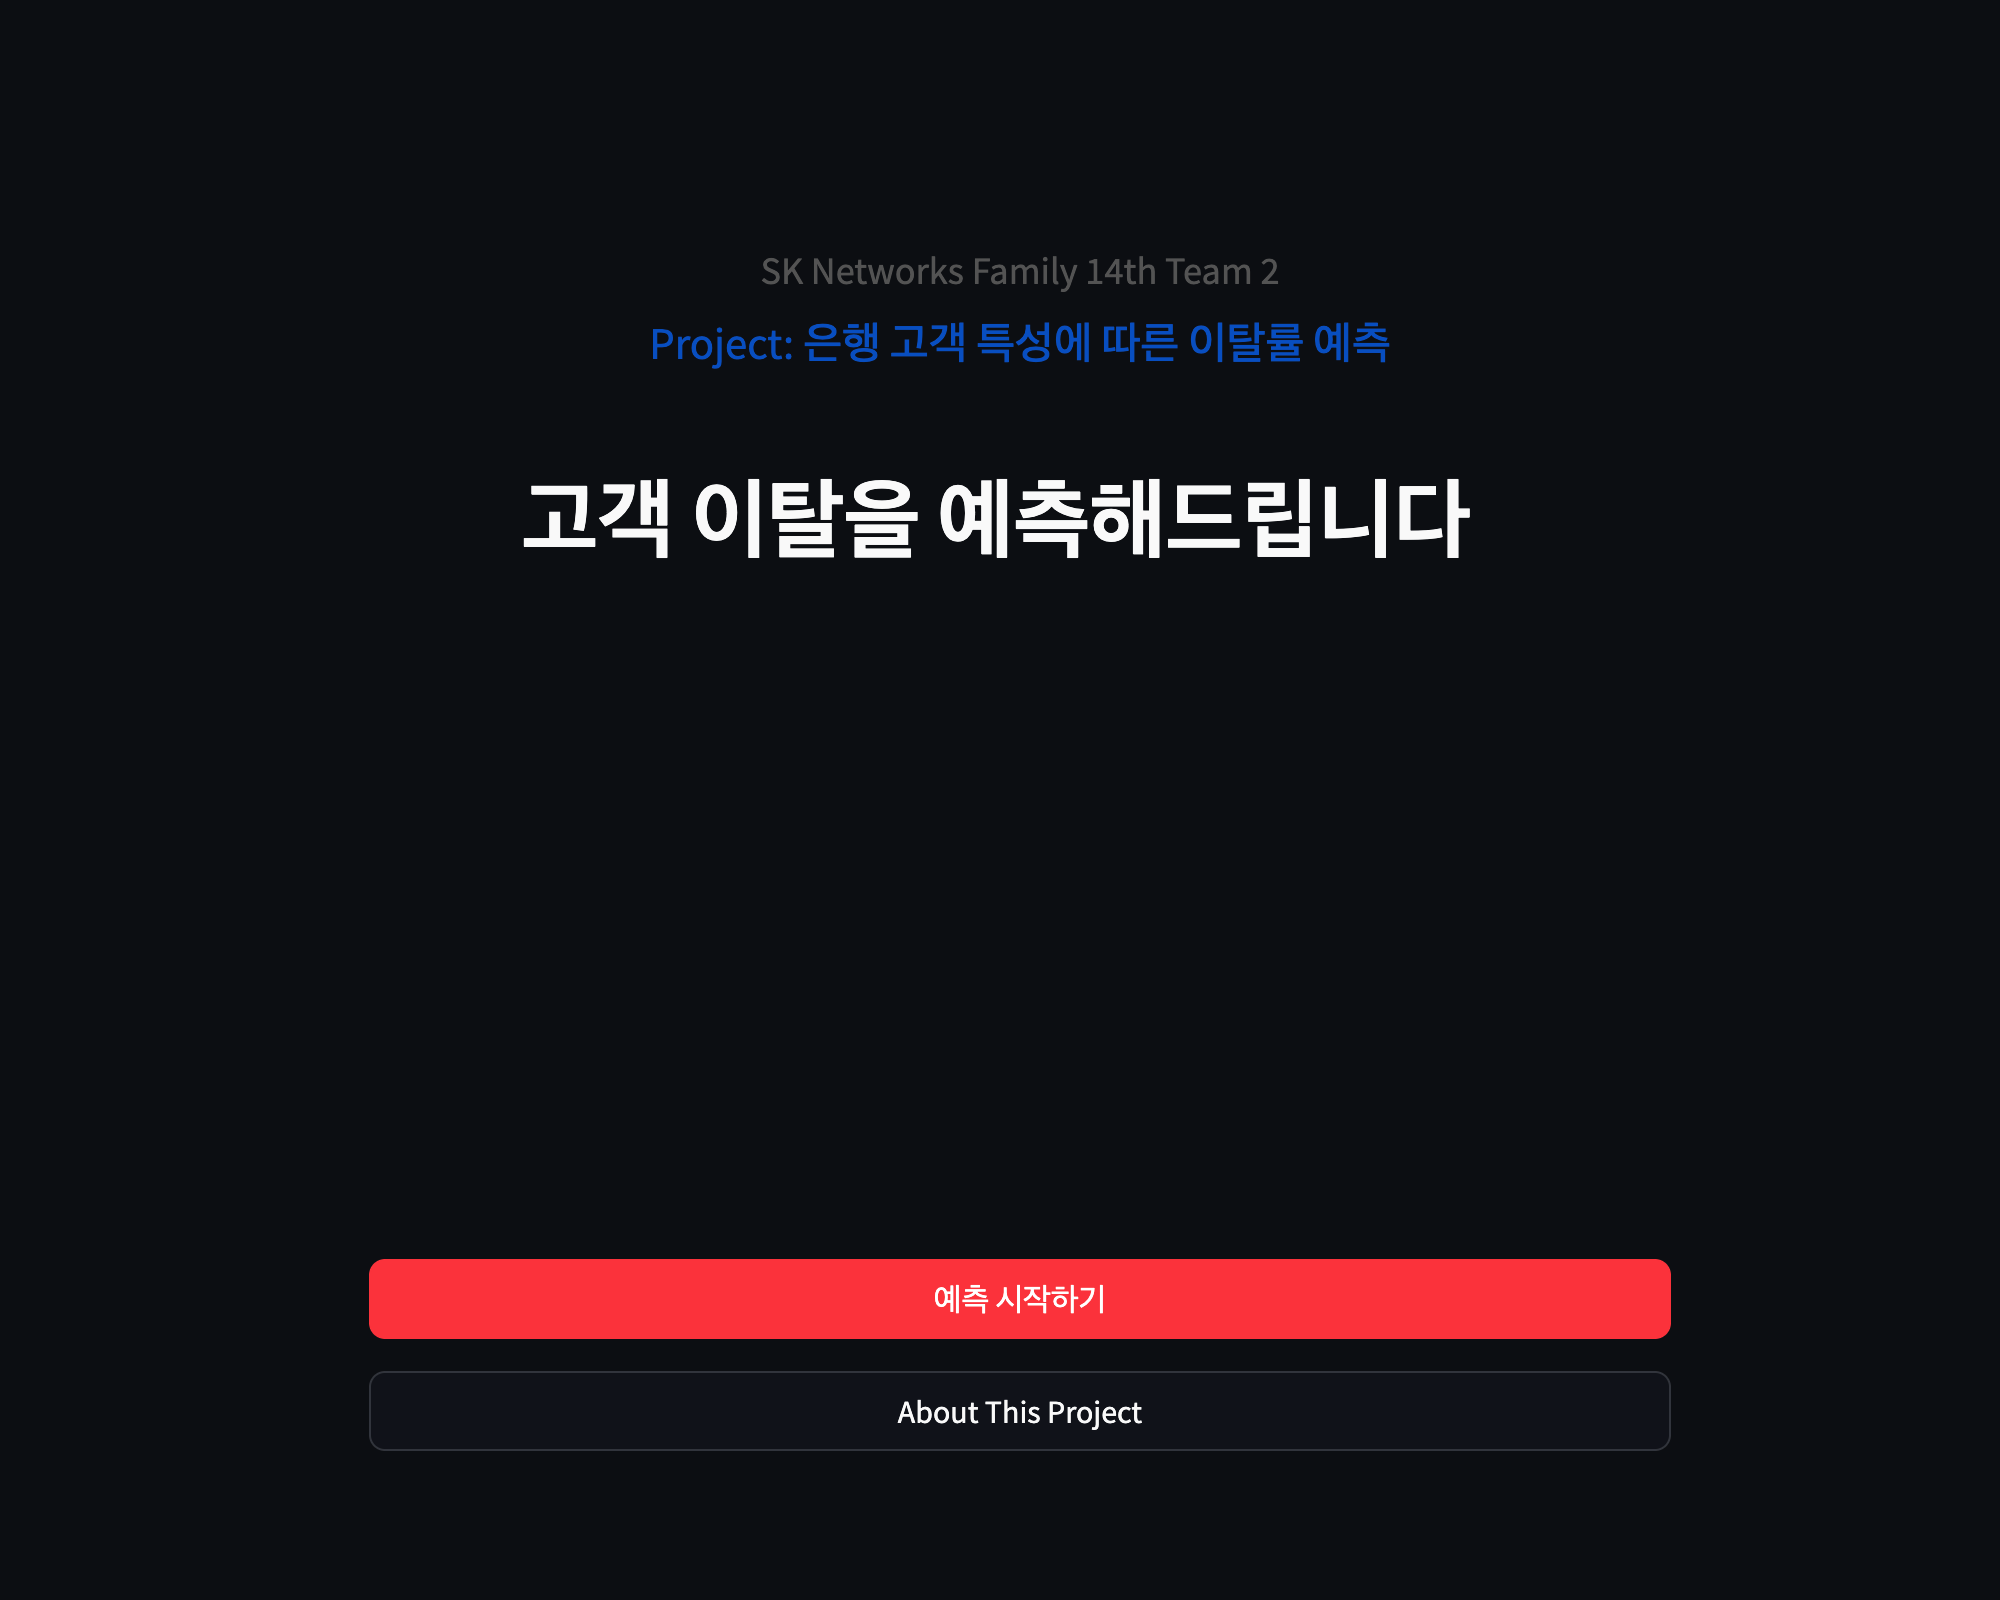 SK Networks Family 14th Team 2
Project: 은행 고객 특성에 따른 이탈률 예측
고객 이탈을 예측해드립니다
예측 시작하기
About This Project